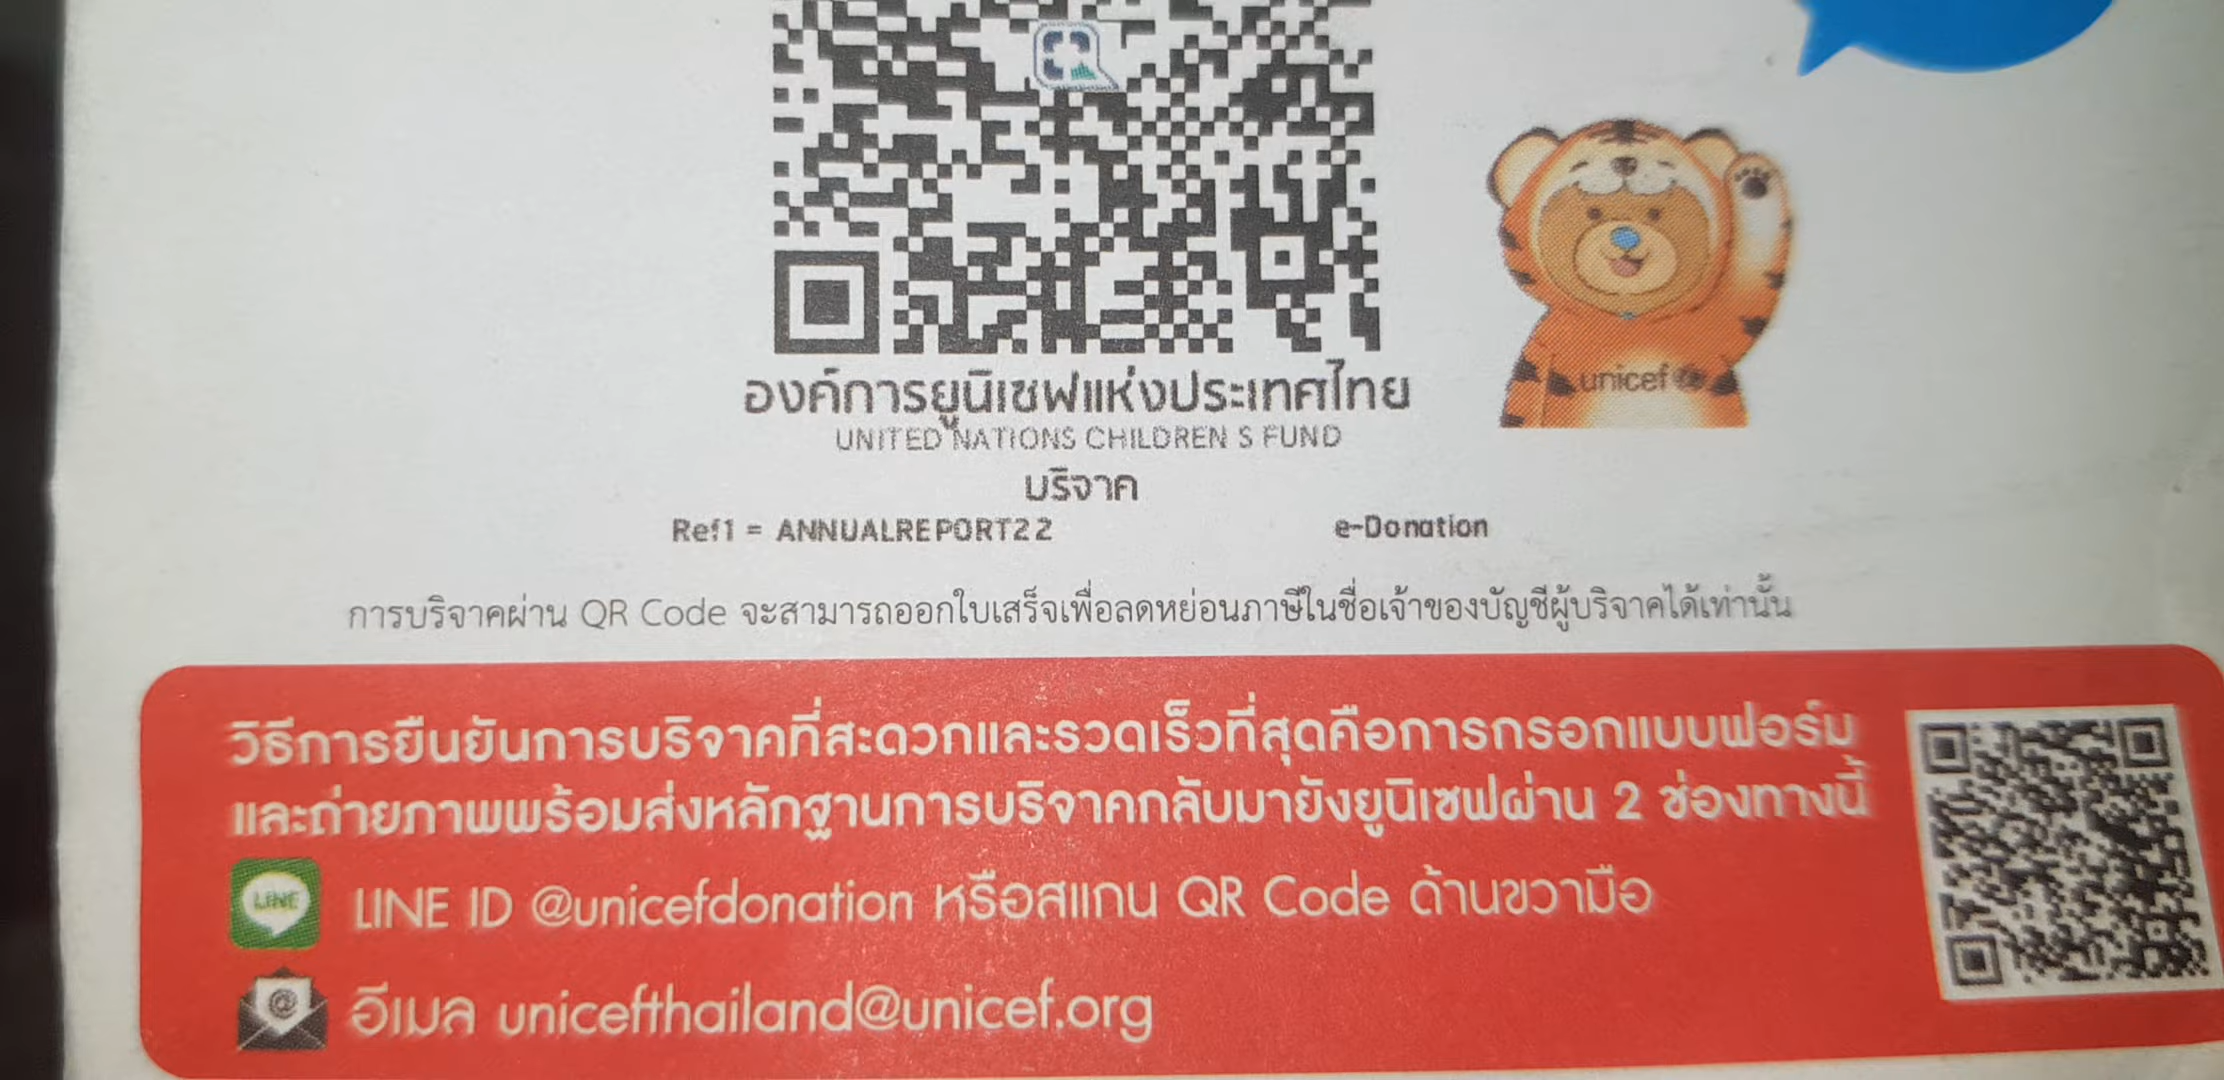 องค์การยูนิเซฟแห่งประเทศไทย
UNITED NATIONS CHILDREN S FUND
บริจาค
Ref1 = ANNUALREPORT22 e-Donation
unicef
การบริจาคผ่าน QR Code จะสามารถออกใบเสร็จเพื่อลดหย่อนภาษีในชื่อเจ้าของบัญชีผู้บริจาคได้เท่านั้น
วิธีการยืนยันการบริจาคที่สะดวกและรวดเร็วที่สุดคือการกรอกแบบฟอร์ม
และถ่ายภาพพร้อมส่งหลักฐานการบริจาคกลับมายังยูนิเซฟผ่าน 2 ช่องทางนี้
LINE LINE ID @unicefdonation หรือสแกน QR Code ด้านขวามือ
@ อีเมล unicefthailand@unicef.org